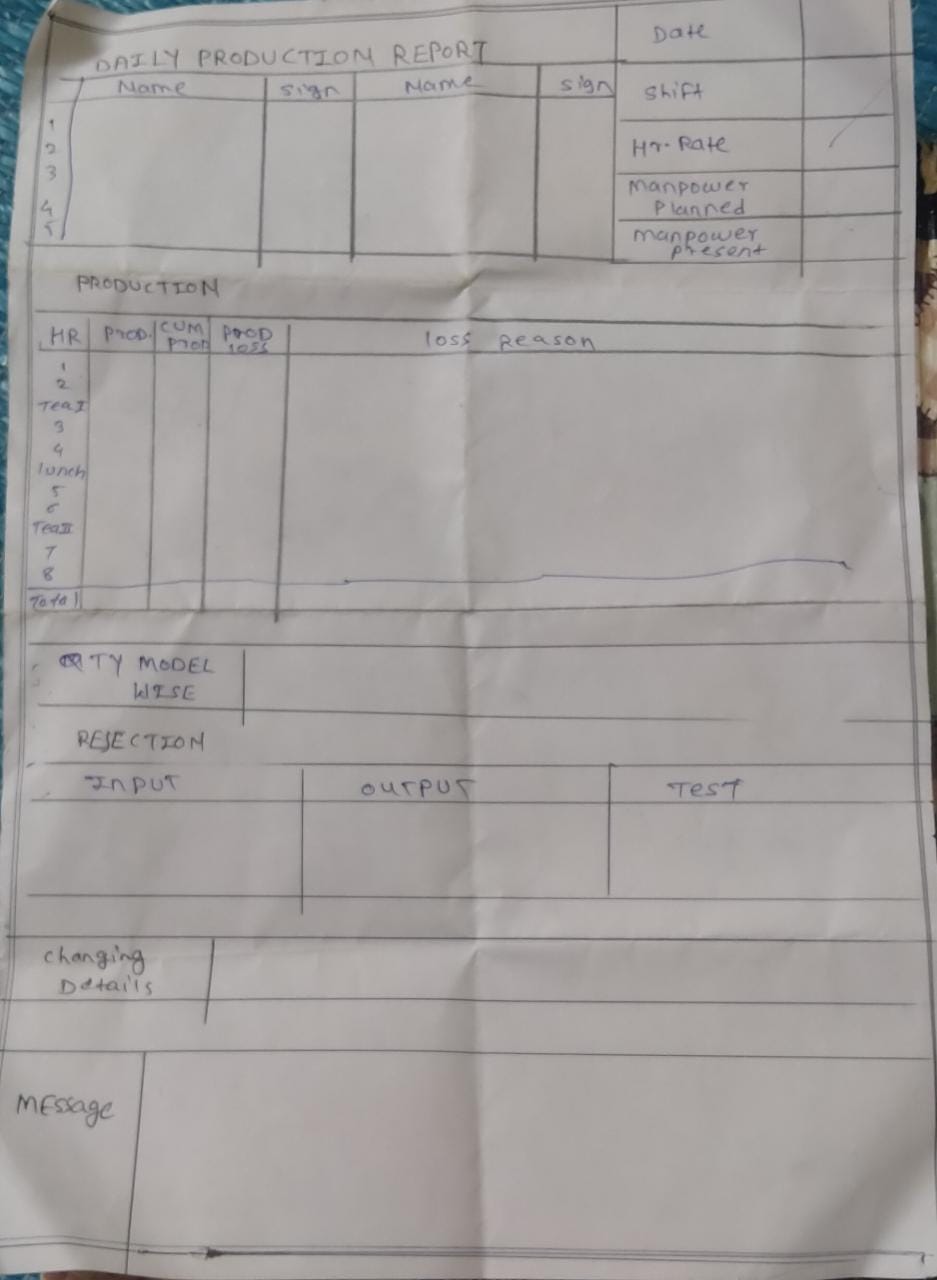 DAILY PRODUCTION REPORT
Date
Name Sign Name Sign
Shift
Hr. Rate
Manpower
Planned
Manpower
Present
1
2
3
4
5
PRODUCTION
HR PROD. CUM PROD PROD LOSS loss Reason
1
2
Tea I
3
4
lunch
5
6
Tea II
7
8
Total
QTY MODEL
WISE
REJECTION
INPUT OUTPUT TEST
Changing
Details
MESsage